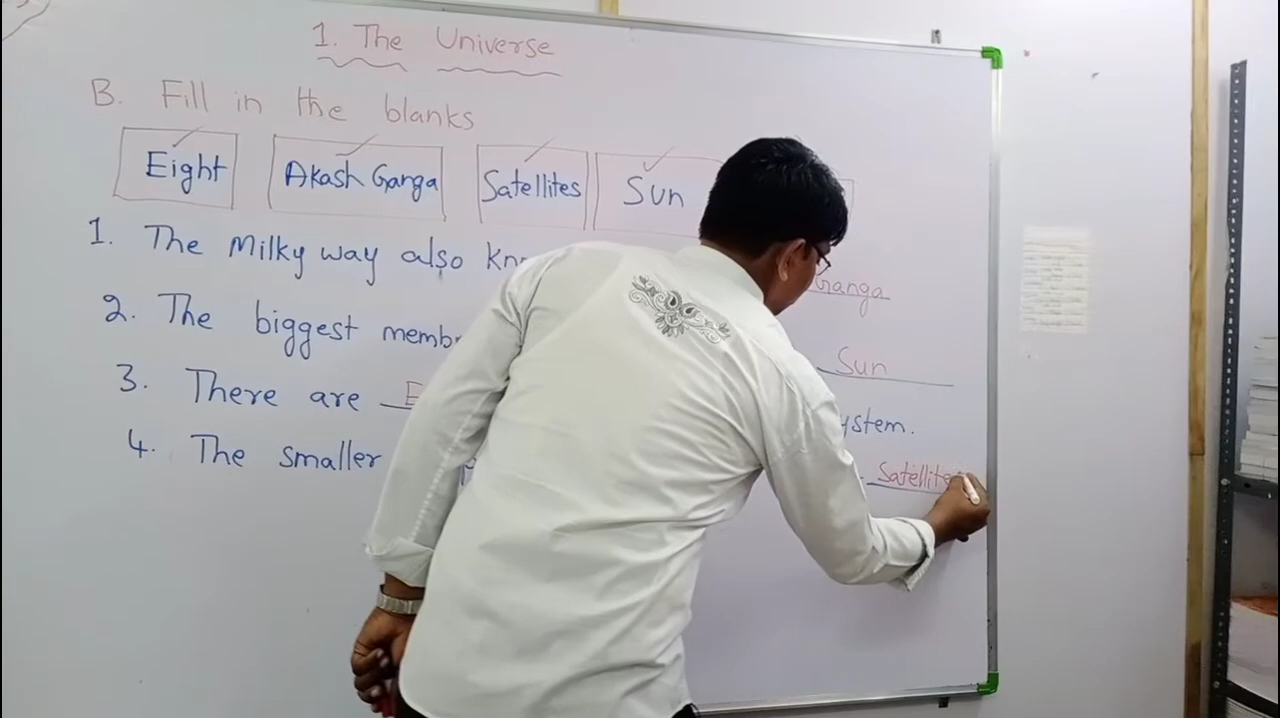 1. The Universe
B. Fill in the blanks
Eight Akash Ganga Satellites Sun
1. The Milky way also kn Ganga
2. The biggest memb Sun
3. There are E ystem.
4. The smaller Satellite